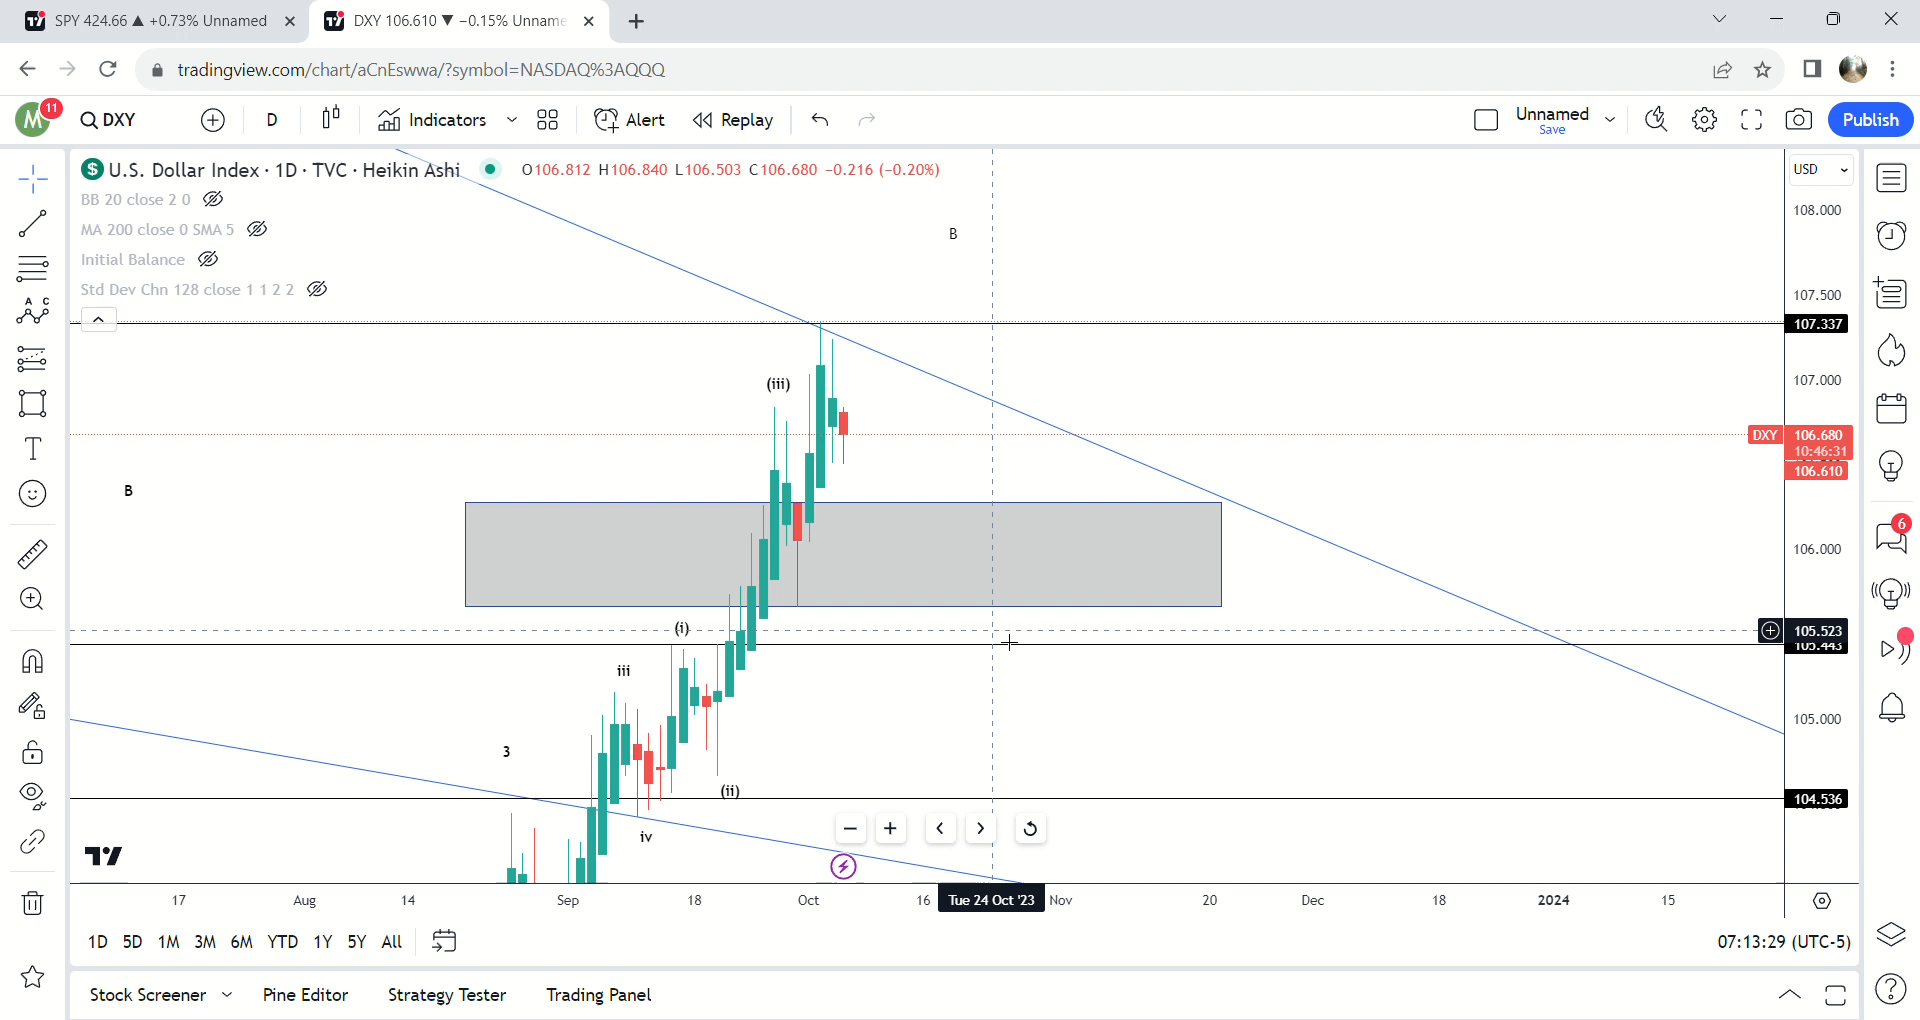 SPY 424.66 ▲ +0.73% Unnamed
DXY 106.610 ▼ −0.15% Unname
tradingview.com/chart/aCnEswwa/?symbol=NASDAQ%3AQQQ
M 11 DXY D Indicators Alert Replay Unnamed Save Publish
U.S. Dollar Index · 1D · TVC · Heikin Ashi O106.812 H106.840 L106.503 C106.680 −0.216 (−0.20%)
USD
BB 20 close 2 0
MA 200 close 0 SMA 5
Initial Balance
Std Dev Chn 128 close 1 1 2 2
108.000
B
107.500
107.337
107.000
(iii)
DXY 106.680
10:46:31
106.610
B
106.000
6
(i)
105.523
105.443
iii
105.000
3
(ii)
104.536
iv
17 Aug 14 Sep 18 Oct 16 Tue 24 Oct '23 Nov 20 Dec 18 2024 15
1D 5D 1M 3M 6M YTD 1Y 5Y All 07:13:29 (UTC-5)
Stock Screener Pine Editor Strategy Tester Trading Panel